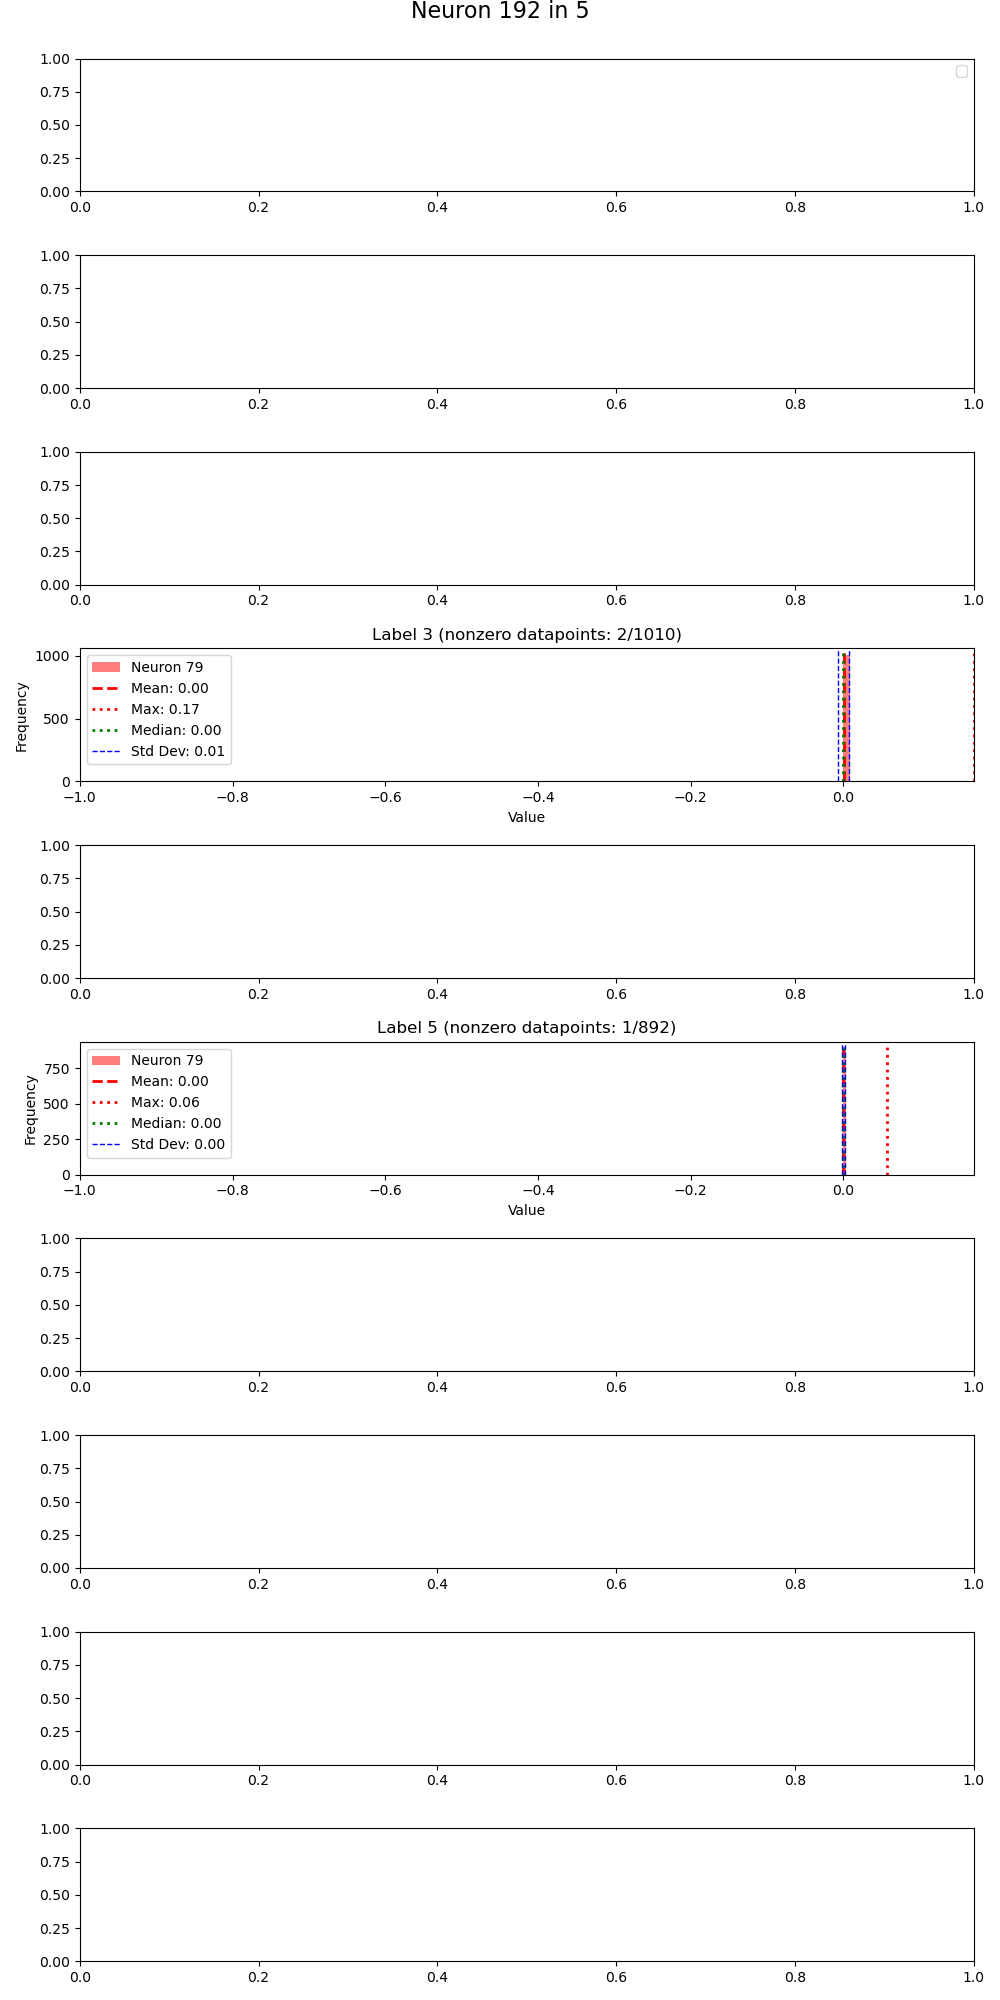 Neuron 192 in 5
1.00
0.75
0.50
0.25
0.00
0.0 0.2 0.4 0.6 0.8 1.0
1.00
0.75
0.50
0.25
0.00
0.0 0.2 0.4 0.6 0.8 1.0
1.00
0.75
0.50
0.25
0.00
0.0 0.2 0.4 0.6 0.8 1.0
Label 3 (nonzero datapoints: 2/1010)
1000
500
0
Frequency
Neuron 79
Mean: 0.00
Max: 0.17
Median: 0.00
Std Dev: 0.01
−1.0 −0.8 −0.6 −0.4 −0.2 0.0
Value
1.00
0.75
0.50
0.25
0.00
0.0 0.2 0.4 0.6 0.8 1.0
Label 5 (nonzero datapoints: 1/892)
750
500
250
0
Frequency
Neuron 79
Mean: 0.00
Max: 0.06
Median: 0.00
Std Dev: 0.00
−1.0 −0.8 −0.6 −0.4 −0.2 0.0
Value
1.00
0.75
0.50
0.25
0.00
0.0 0.2 0.4 0.6 0.8 1.0
1.00
0.75
0.50
0.25
0.00
0.0 0.2 0.4 0.6 0.8 1.0
1.00
0.75
0.50
0.25
0.00
0.0 0.2 0.4 0.6 0.8 1.0
1.00
0.75
0.50
0.25
0.00
0.0 0.2 0.4 0.6 0.8 1.0